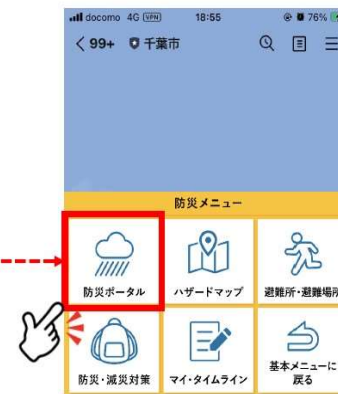 docomo 4G VPN 18:55 76%
99+ 千葉市
防災メニュー
防災ポータル ハザードマップ 避難所・避難場所
防災・減災対策 マイ・タイムライン 基本メニューに
戻る